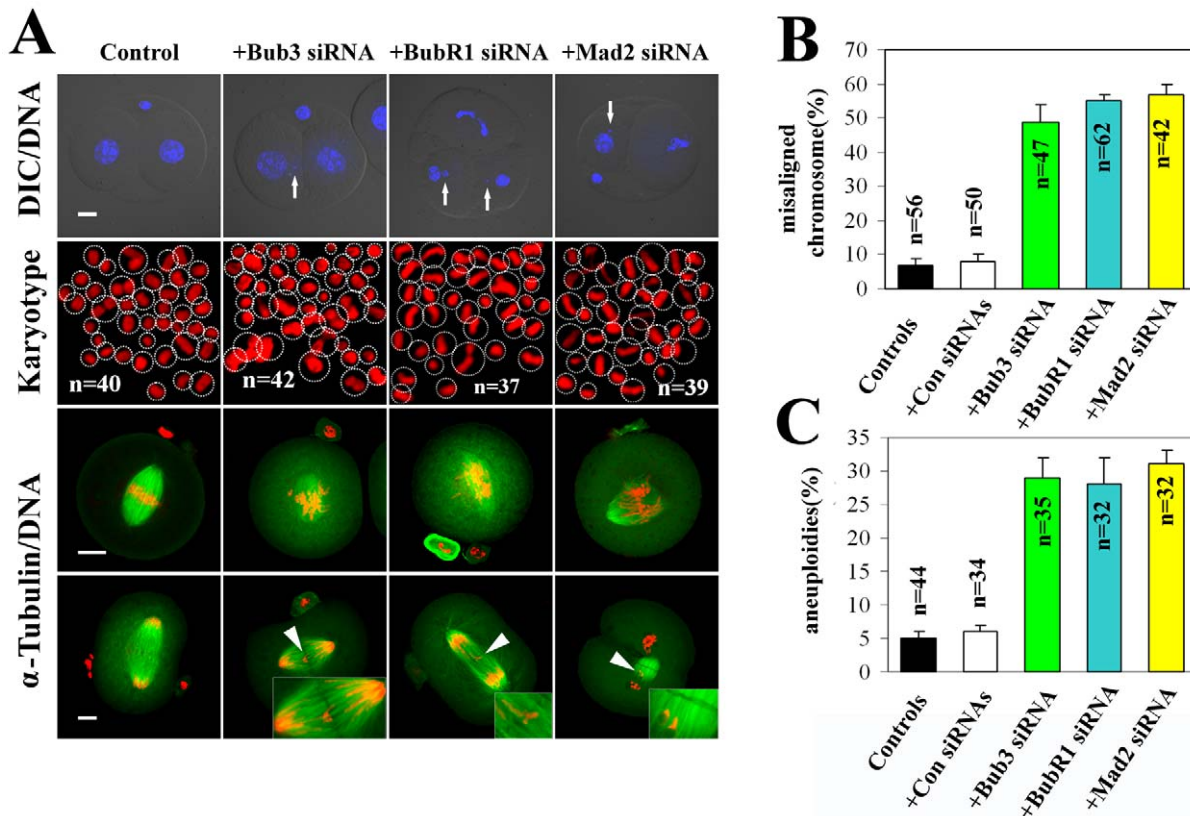 A
Control
+Bub3 siRNA
+BubR1 siRNA
+Mad2 siRNA
DIC/DNA
Karyotype
n=40
n=42
n=37
n=39
α-Tubulin/DNA
B
misaligned
chromosome(%)
70
60
50
40
30
20
10
0
n=56
n=50
n=47
n=62
n=42
Controls
+Con siRNAs
+Bub3 siRNA
+BubR1 siRNA
+Mad2 siRNA
C
aneuploidies(%)
35
30
25
20
15
10
5
0
n=44
n=34
n=35
n=32
n=32
Controls
+Con siRNAs
+Bub3 siRNA
+BubR1 siRNA
+Mad2 siRNA